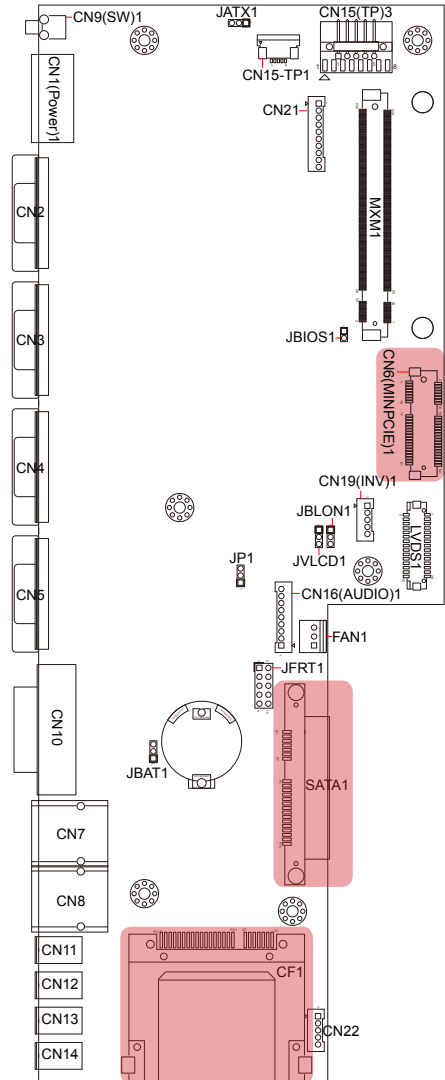 JATX1
CN15(TP)3
CN9(SW)1
1
8
CN15-TP1
CN1(Power)1
CN21
CN2
MXM1
CN3
JBIOS1
CN6(MINPCIE)1
CN4
CN19(INV)1
JBLON1
LVDS1
JVLCD1
JP1
CN5
CN16(AUDIO)1
FAN1
JFRT1
CN10
JBAT1
SATA1
CN7
CN8
CN11
CF1
CN12
CN13
CN22
CN14